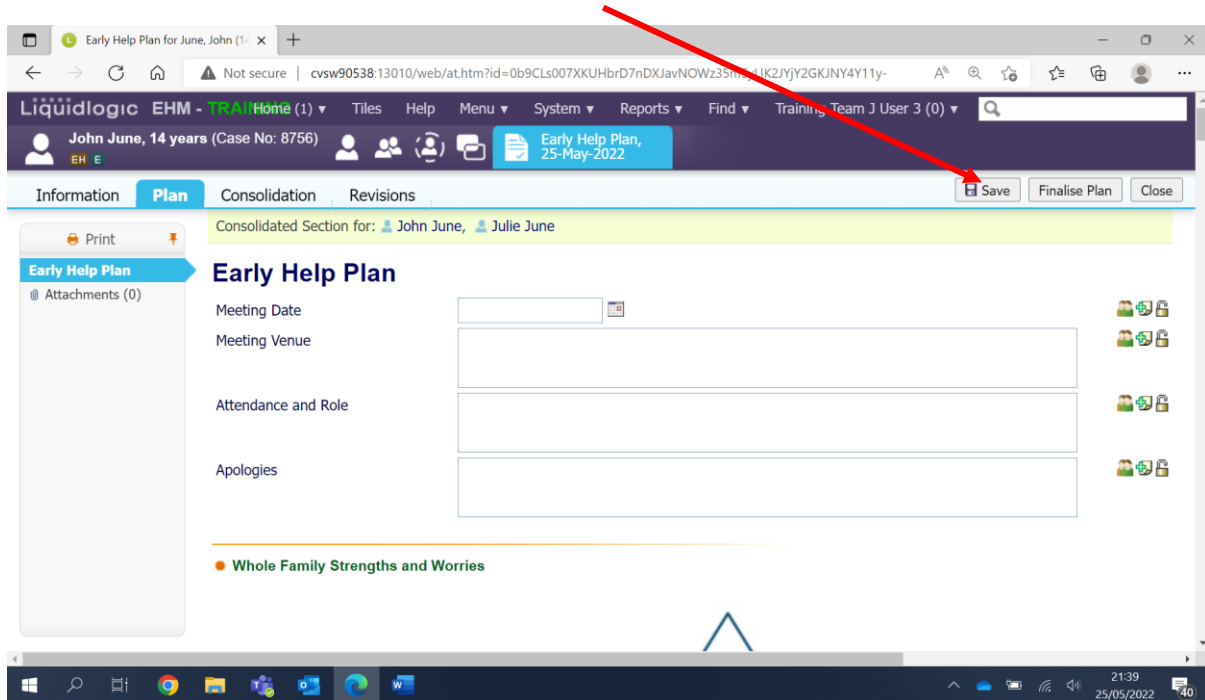 Early Help Plan for June, John (14
Not secure | cvsw90538:13010/web/at.htm?id=0b9CLs007XKUHbrD7nDXJavNOWz35m
Liquidlogic EHM - TRAINING Home (1) Tiles Help Menu System Reports Find Training Team J User 3 (0)
John June, 14 years (Case No: 8756)
EH E
Early Help Plan,
25-May-2022
Information Plan Consolidation Revisions Save Finalise Plan Close
Print
Early Help Plan
Attachments (0)
Consolidated Section for: John June, Julie June
Early Help Plan
Meeting Date
Meeting Venue
Attendance and Role
Apologies
Whole Family Strengths and Worries
21:39
25/05/2022
40